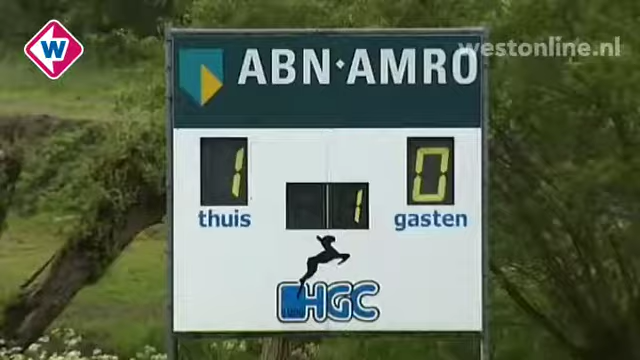 W
westonline.nl
ABN·AMRO
1 0
thuis 1 gasten
HGC